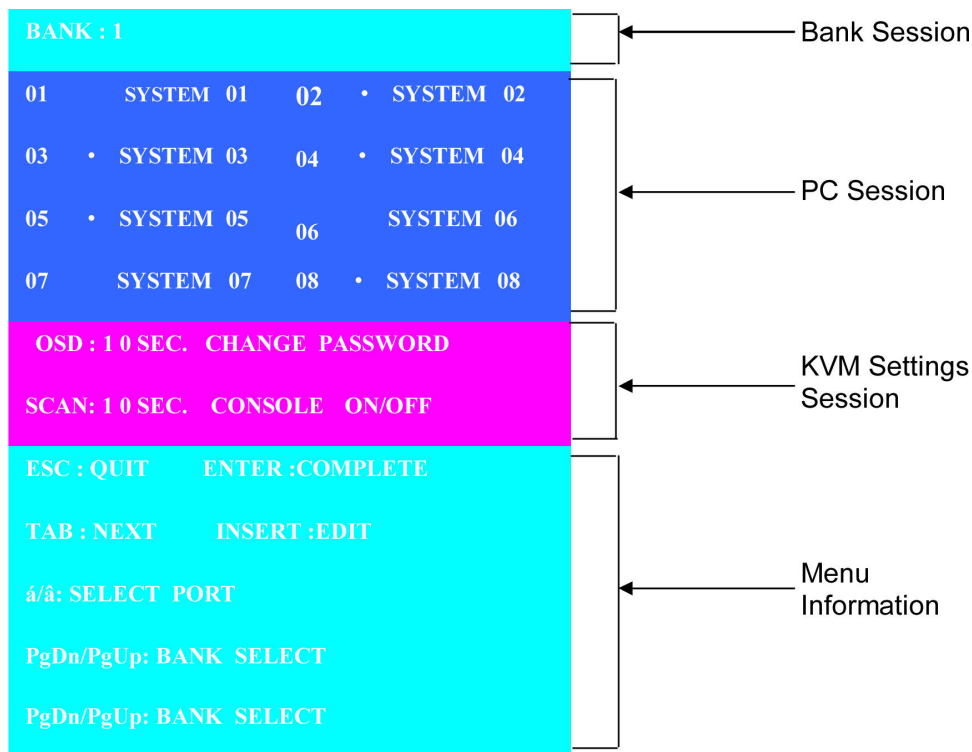 BANK : 1
Bank Session
01 SYSTEM 01 02 • SYSTEM 02
03 • SYSTEM 03 04 • SYSTEM 04
PC Session
05 • SYSTEM 05 06 SYSTEM 06
07 SYSTEM 07 08 • SYSTEM 08
OSD : 1 0 SEC. CHANGE PASSWORD
KVM Settings
Session
SCAN: 1 0 SEC. CONSOLE ON/OFF
ESC : QUIT ENTER :COMPLETE
TAB : NEXT INSERT :EDIT
á/â: SELECT PORT
Menu
Information
PgDn/PgUp: BANK SELECT
PgDn/PgUp: BANK SELECT